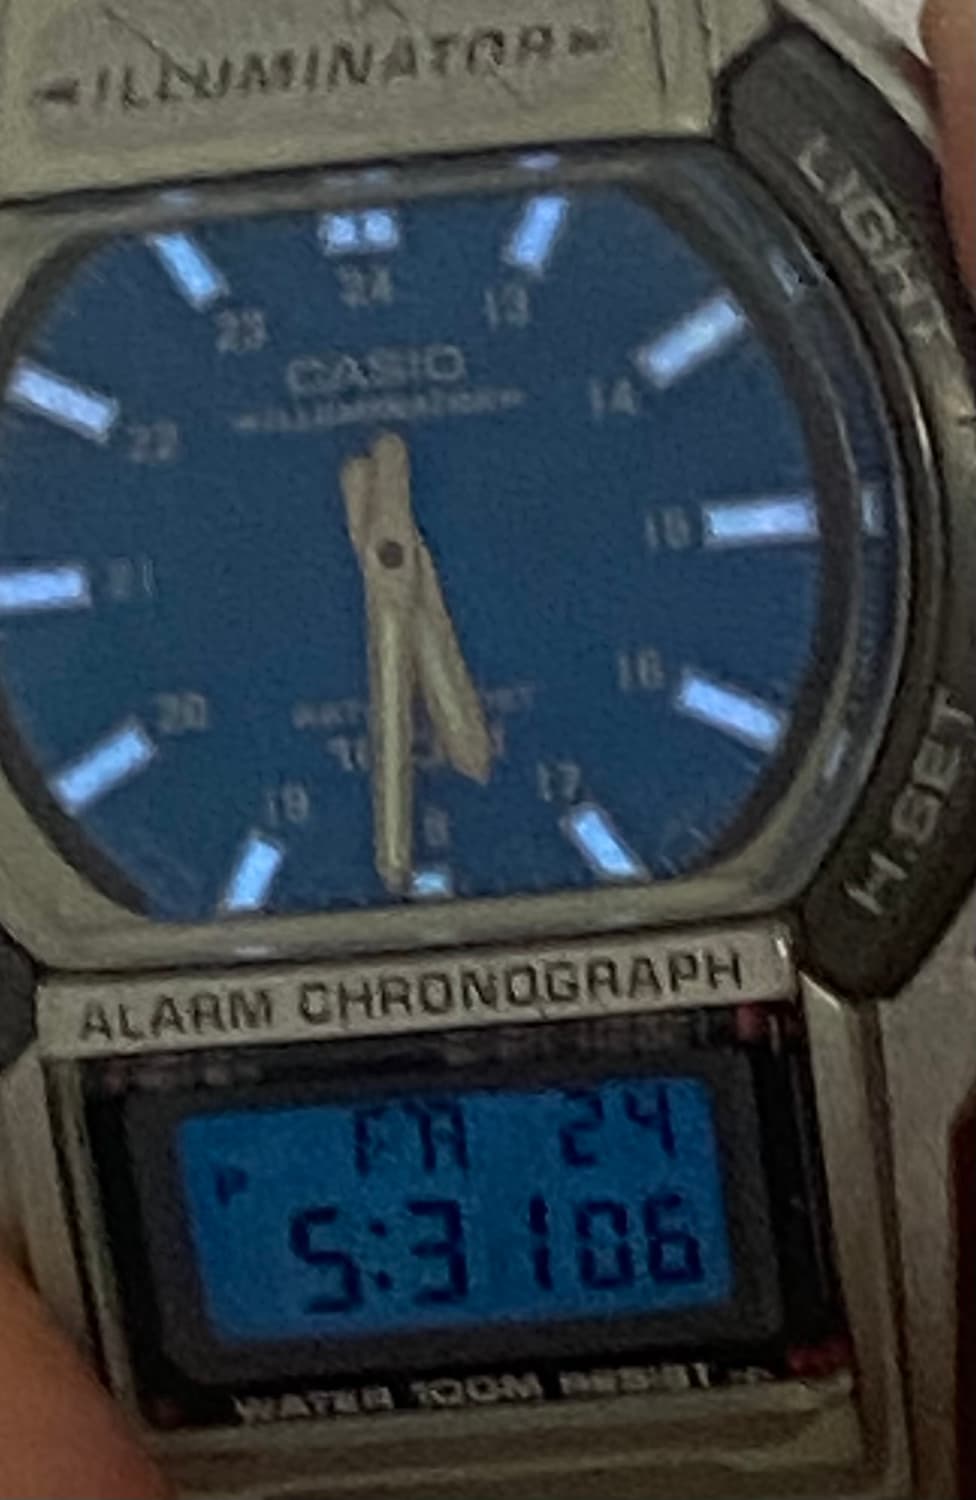 ILLUMINATOR
LIGHT
24
23 13
CASIO
ILLUMINATOR
22 14
21
16
20
17
19
H.SET
ALARM CHRONOGRAPH
FR 24
P
5:31 06
WATER 100M RESIST